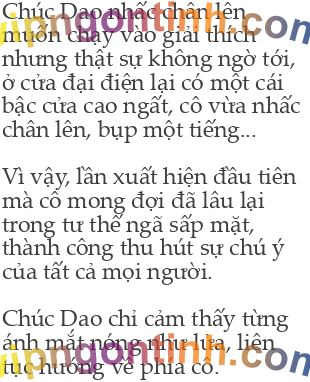 Chúc Dao nhấc chân lên
muốn chạy vào giải thích
nhưng thật sự không ngờ tới,
ở cửa đại điện lại có một cái
bậc cửa cao ngất, cô vừa nhấc
chân lên, bụp một tiếng...
Vì vậy, lần xuất hiện đầu tiên
mà cô mong đợi đã lâu lại
trong tư thế ngã sấp mặt,
thành công thu hút sự chú ý
của tất cả mọi người.
Chúc Dao chỉ cảm thấy từng
ánh mắt nóng như lửa, liên
tục hướng về phía cô.